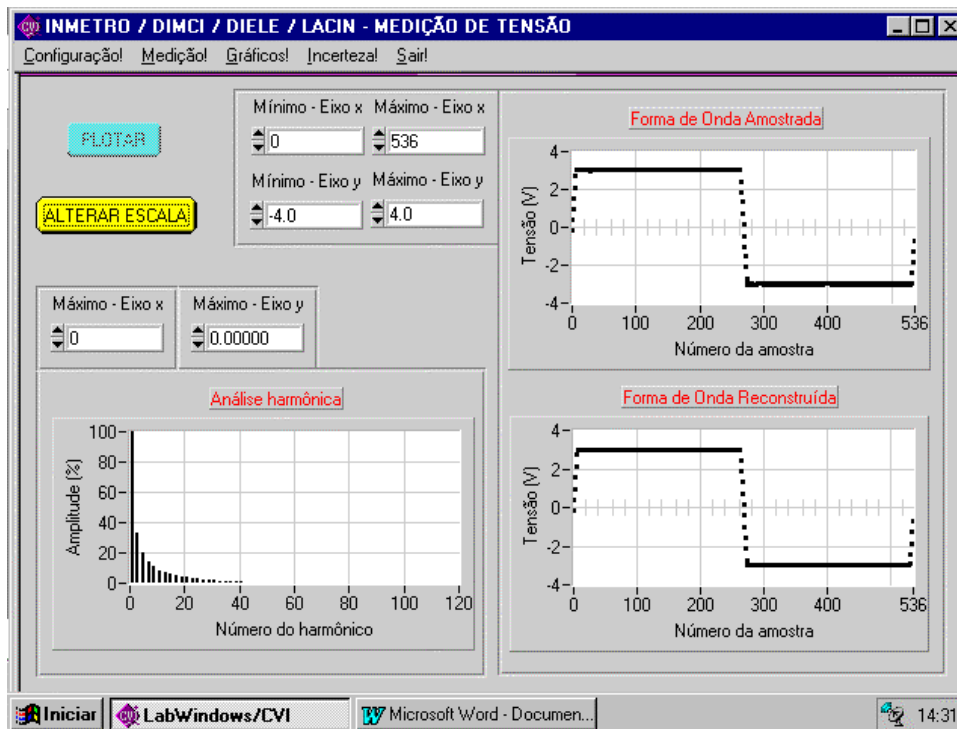 INMETRO / DIMCI / DIELE / LACIN - MEDIÇÃO DE TENSÃO
Configuração! Medição! Gráficos! Incerteza! Sair!
PLOTAR
ALTERAR ESCALA
Mínimo - Eixo x Máximo - Eixo x
0 536
Mínimo - Eixo y Máximo - Eixo y
-4.0 4.0
Máximo - Eixo x Máximo - Eixo y
0 0.00000
Análise harmônica
Amplitude (%)
100
80
60
40
20
0
0 20 40 60 80 100 120
Número do harmônico
Forma de Onda Amostrada
Tensão (V)
4
2
0
-2
-4
0 100 200 300 400 536
Número da amostra
Forma de Onda Reconstruída
Tensão (V)
4
2
0
-2
-4
0 100 200 300 400 536
Número da amostra
Iniciar CVI LabWindows/CVI Microsoft Word - Documen... 14:31